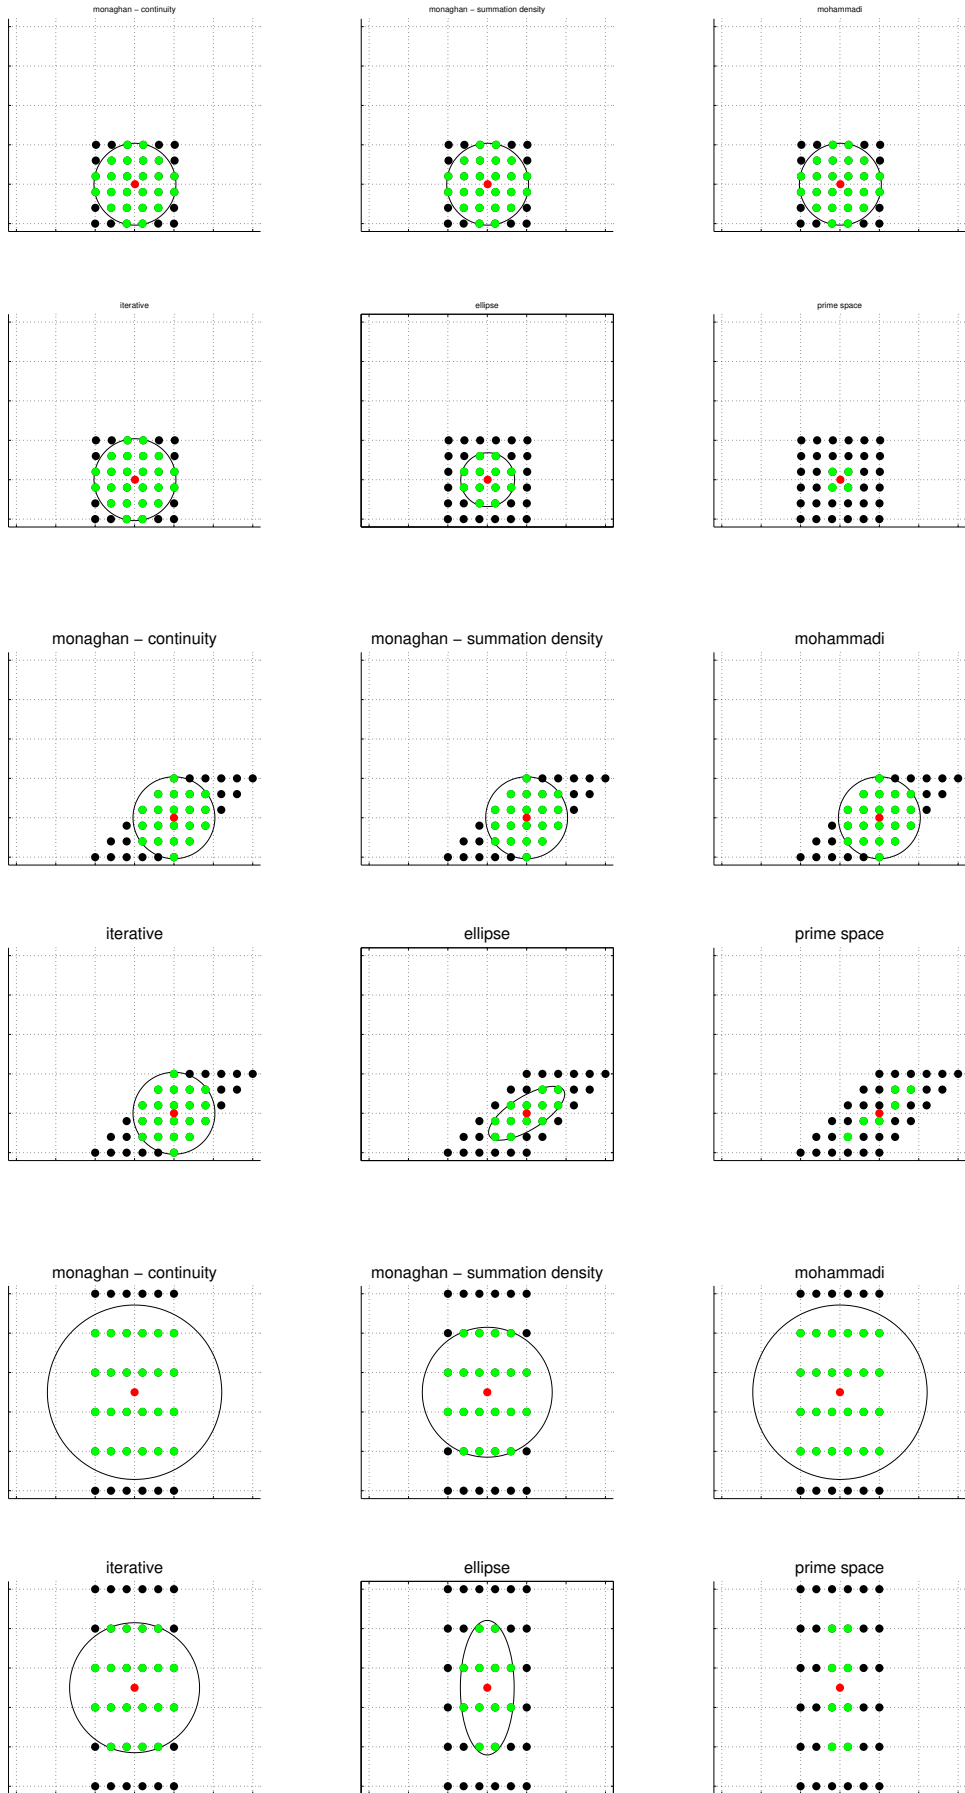 monaghan − continuity
monaghan − summation density
mohammadi
iterative
ellipse
prime space
monaghan − continuity
monaghan − summation density
mohammadi
iterative
ellipse
prime space
monaghan − continuity
monaghan − summation density
mohammadi
iterative
ellipse
prime space